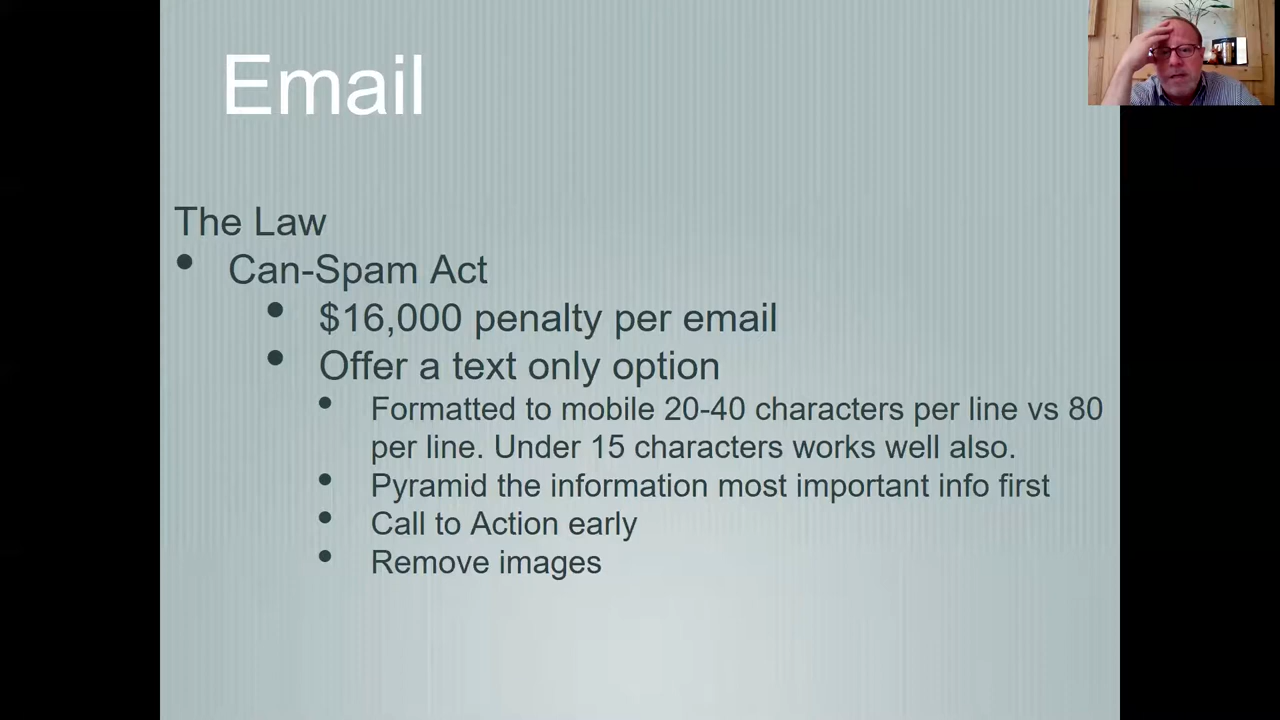 Email
The Law
• Can-Spam Act
• $16,000 penalty per email
• Offer a text only option
• Formatted to mobile 20-40 characters per line vs 80
per line. Under 15 characters works well also.
• Pyramid the information most important info first
• Call to Action early
• Remove images